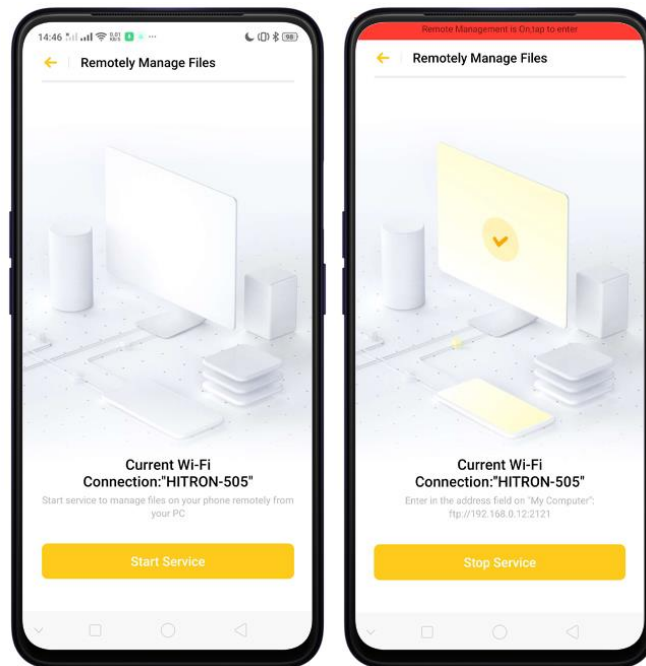 14:46
Remotely Manage Files
Current Wi-Fi
Connection:"HITRON-505"
Start service to manage files on your phone remotely from
your PC
Start Service
Remote Management is On,tap to enter
Remotely Manage Files
Current Wi-Fi
Connection:"HITRON-505"
Enter in the address field on "My Computer":
ftp://192.168.0.12:2121
Stop Service